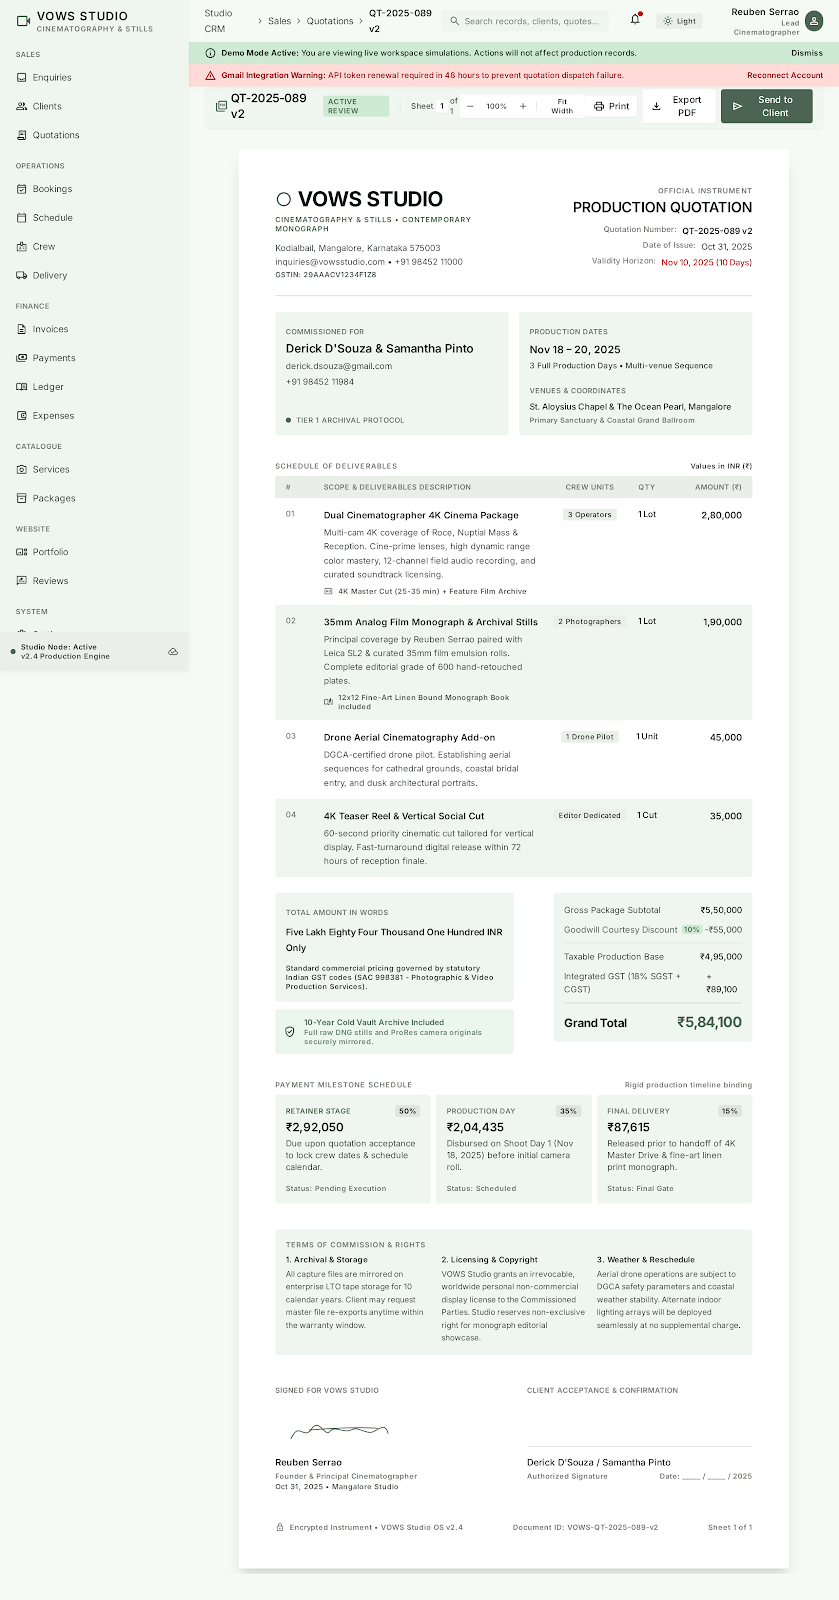 VOWS STUDIO
CINEMATOGRAPHY & STILLS
SALES
Enquiries
Clients
Quotations
OPERATIONS
Bookings
Schedule
Crew
Delivery
FINANCE
Invoices
Payments
Ledger
Expenses
CATALOGUE
Services
Packages
WEBSITE
Portfolio
Reviews
SYSTEM
Studio Node: Active
v2.4 Production Engine
Studio CRM > Sales > Quotations > QT-2025-089 v2
Search records, clients, quotes...
Light
Reuben Serrao
Lead Cinematographer
Demo Mode Active: You are viewing live workspace simulations. Actions will not affect production records.
Dismiss
Gmail Integration Warning: API token renewal required in 48 hours to prevent quotation dispatch failure.
Reconnect Account
QT-2025-089 v2
ACTIVE REVIEW
Sheet 1 of 1
− 100% +
Fit Width
Print
Export PDF
Send to Client
VOWS STUDIO
CINEMATOGRAPHY & STILLS • CONTEMPORARY
MONOGRAPH
Kodialbail, Mangalore, Karnataka 575003
inquiries@vowsstudio.com • +91 98452 11000
GSTIN: 29AAACV1234F1Z8
OFFICIAL INSTRUMENT
PRODUCTION QUOTATION
Quotation Number: QT-2025-089 v2
Date of Issue: Oct 31, 2025
Validity Horizon: Nov 10, 2025 (10 Days)
COMMISSIONED FOR
Derick D'Souza & Samantha Pinto
derick.dsouza@gmail.com
+91 98452 11984
TIER 1 ARCHIVAL PROTOCOL
PRODUCTION DATES
Nov 18 – 20, 2025
3 Full Production Days • Multi-venue Sequence
VENUES & COORDINATES
St. Aloysius Chapel & The Ocean Pearl, Mangalore
Primary Sanctuary & Coastal Grand Ballroom
SCHEDULE OF DELIVERABLES
Values in INR (₹)
# SCOPE & DELIVERABLES DESCRIPTION CREW UNITS QTY AMOUNT (₹)
01 Dual Cinematographer 4K Cinema Package 3 Operators 1 Lot 2,80,000
Multi-cam 4K coverage of Roce, Nuptial Mass &
Reception. Cine-prime lenses, high dynamic range
color mastery, 12-channel field audio recording, and
curated soundtrack licensing.
4K Master Cut (25-35 min) + Feature Film Archive
02 35mm Analog Film Monograph & Archival Stills 2 Photographers 1 Lot 1,90,000
Principal coverage by Reuben Serrao paired with
Leica SL2 & curated 35mm film emulsion rolls.
Complete editorial grade of 600 hand-retouched
plates.
12x12 Fine-Art Linen Bound Monograph Book
included
03 Drone Aerial Cinematography Add-on 1 Drone Pilot 1 Unit 45,000
DGCA-certified drone pilot. Establishing aerial
sequences for cathedral grounds, coastal bridal
entry, and dusk architectural portraits.
04 4K Teaser Reel & Vertical Social Cut Editor Dedicated 1 Cut 35,000
60-second priority cinematic cut tailored for vertical
display. Fast-turnaround digital release within 72
hours of reception finale.
TOTAL AMOUNT IN WORDS
Five Lakh Eighty Four Thousand One Hundred INR
Only
Standard commercial pricing governed by statutory
Indian GST codes (SAC 998381 - Photographic & Video
Production Services).
10-Year Cold Vault Archive Included
Full raw DNG stills and ProRes camera originals
securely mirrored.
Gross Package Subtotal ₹5,50,000
Goodwill Courtesy Discount 10% -₹55,000
Taxable Production Base ₹4,95,000
Integrated GST (18% SGST + CGST) + ₹89,100
Grand Total ₹5,84,100
PAYMENT MILESTONE SCHEDULE
Rigid production timeline binding
RETAINER STAGE 50%
₹2,92,050
Due upon quotation acceptance
to lock crew dates & schedule
calendar.
Status: Pending Execution
PRODUCTION DAY 35%
₹2,04,435
Disbursed on Shoot Day 1 (Nov
18, 2025) before initial camera
roll.
Status: Scheduled
FINAL DELIVERY 15%
₹87,615
Released prior to handoff of 4K
Master Drive & fine-art linen
print monograph.
Status: Final Gate
TERMS OF COMMISSION & RIGHTS
1. Archival & Storage
All capture files are mirrored on
enterprise LTO tape storage for 10
calendar years. Client may request
master file re-exports anytime within
the warranty window.
2. Licensing & Copyright
VOWS Studio grants an irrevocable,
worldwide personal non-commercial
display license to the Commissioned
Parties. Studio reserves non-exclusive
right for monograph editorial
showcase.
3. Weather & Reschedule
Aerial drone operations are subject to
DGCA safety parameters and coastal
weather stability. Alternate indoor
lighting arrays will be deployed
seamlessly at no supplemental charge.
SIGNED FOR VOWS STUDIO
Reuben Serrao
Founder & Principal Cinematographer
Oct 31, 2025 • Mangalore Studio
CLIENT ACCEPTANCE & CONFIRMATION
Derick D'Souza / Samantha Pinto
Authorized Signature
Date: ____ / ____ / 2025
Encrypted Instrument • VOWS Studio OS v2.4
Document ID: VOWS-QT-2025-089-v2
Sheet 1 of 1